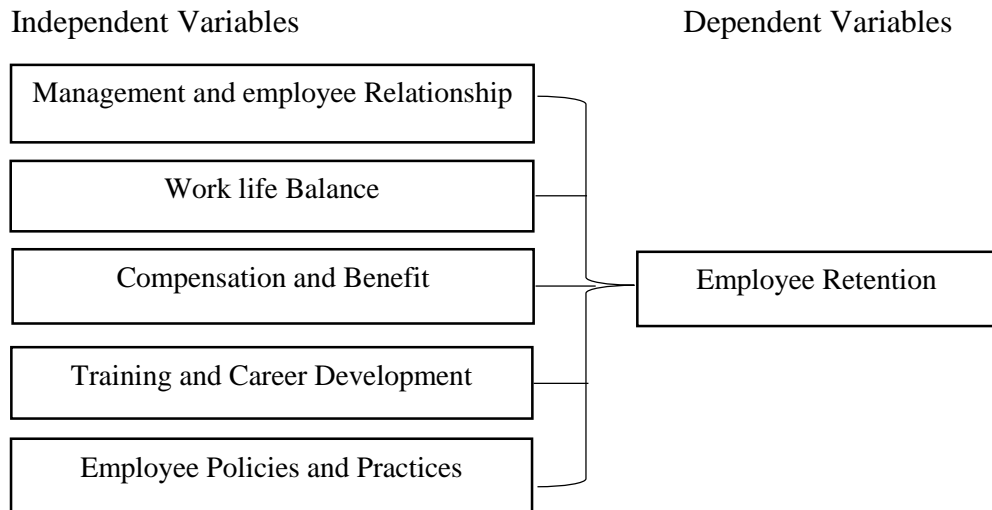 Independent Variables
Dependent Variables
Management and employee Relationship
Work life Balance
Compensation and Benefit
Employee Retention
Training and Career Development
Employee Policies and Practices